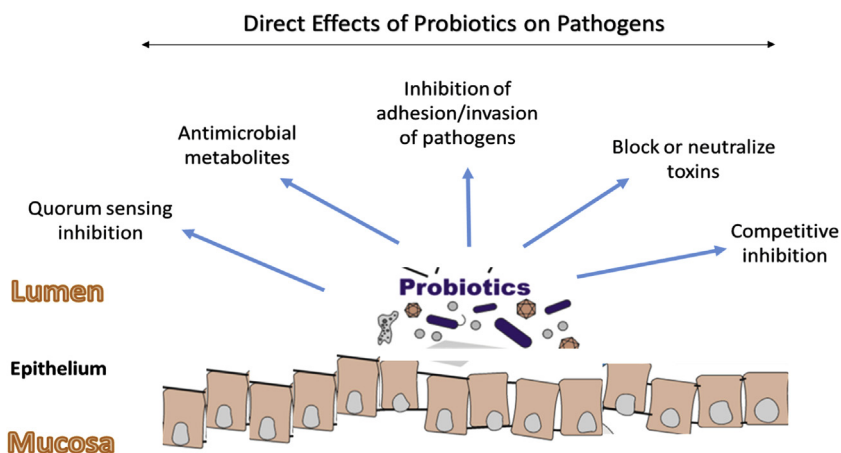 Direct Effects of Probiotics on Pathogens
Inhibition of
adhesion/invasion
of pathogens
Antimicrobial
metabolites
Block or neutralize
toxins
Quorum sensing
inhibition
Competitive
inhibition
Probiotics
Lumen
Epithelium
Mucosa